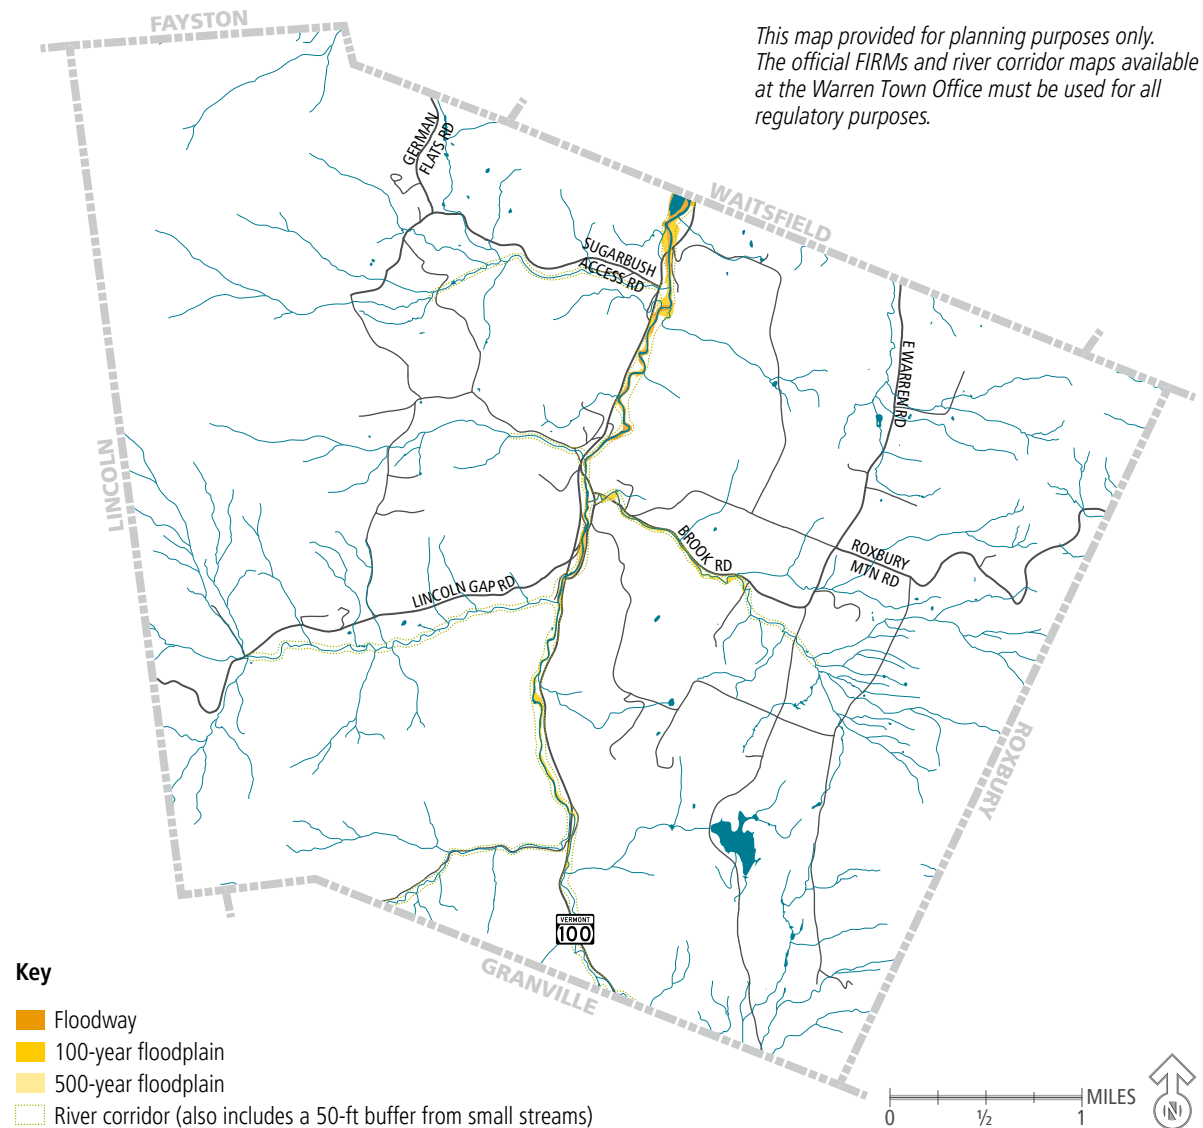 FAYSTON
This map provided for planning purposes only.
The official FIRMs and river corridor maps available
at the Warren Town Office must be used for all
regulatory purposes.
GERMAN
FLATS RD
WAITSFIELD
SUGARBUSH
ACCESS RD
E WARREN RD
LINCOLN
BROOK RD
ROXBURY
MTN RD
LINCOLN GAP RD
ROXBURY
VERMONT
100
GRANVILLE
Key
Floodway
100-year floodplain
500-year floodplain
River corridor (also includes a 50-ft buffer from small streams)
MILES
0 ½ 1
N